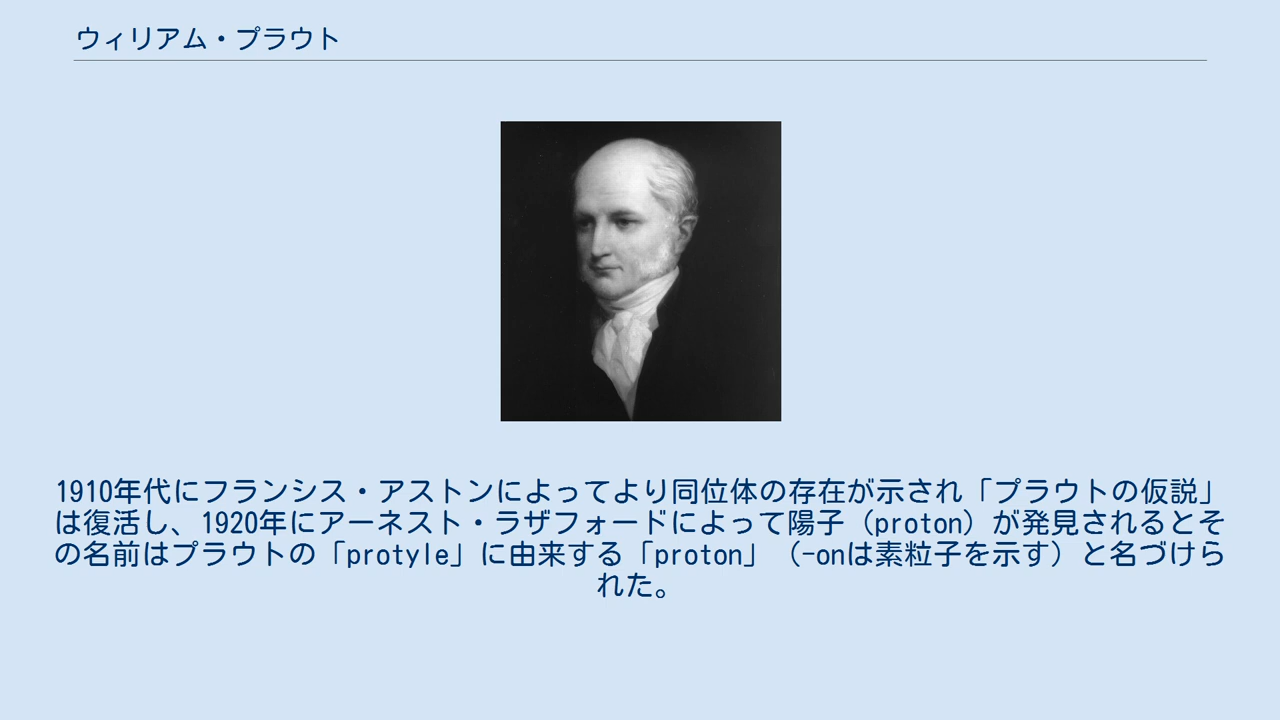 ウィリアム・プラウト
1910年代にフランシス・アストンによってより同位体の存在が示され「プラウトの仮説」
は復活し、1920年にアーネスト・ラザフォードによって陽子（proton）が発見されるとそ
の名前はプラウトの「protyle」に由来する「proton」（-onは素粒子を示す）と名づけら
れた。